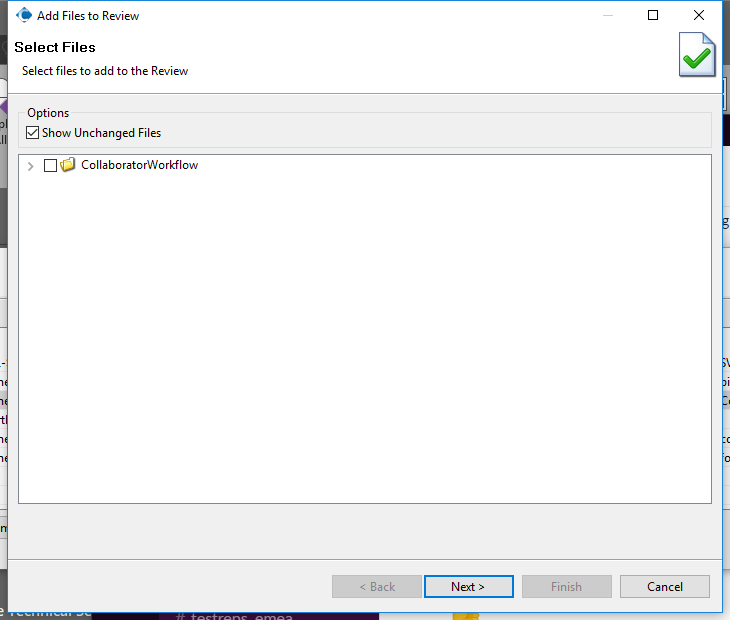 Add Files to Review
Select Files
Select files to add to the Review
Options
Show Unchanged Files
CollaboratorWorkflow
< Back
Next >
Finish
Cancel
# testreps_emea